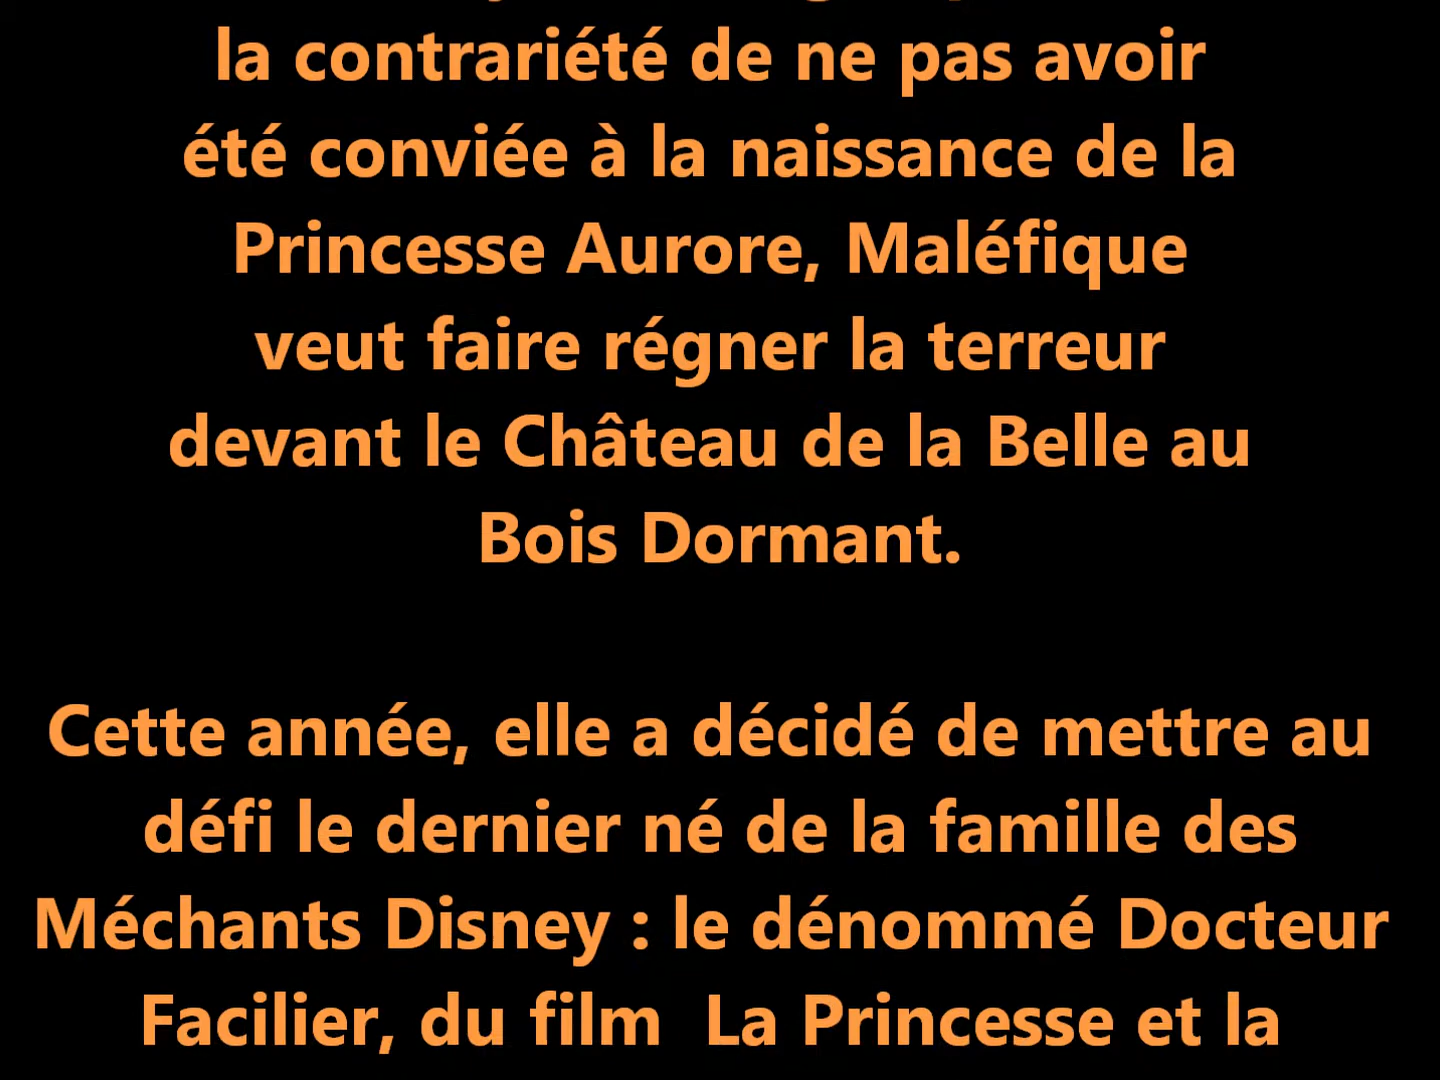 la contrariété de ne pas avoir
été conviée à la naissance de la
Princesse Aurore, Maléfique
veut faire régner la terreur
devant le Château de la Belle au
Bois Dormant.
Cette année, elle a décidé de mettre au
défi le dernier né de la famille des
Méchants Disney : le dénommé Docteur
Facilier, du film  La Princesse et la